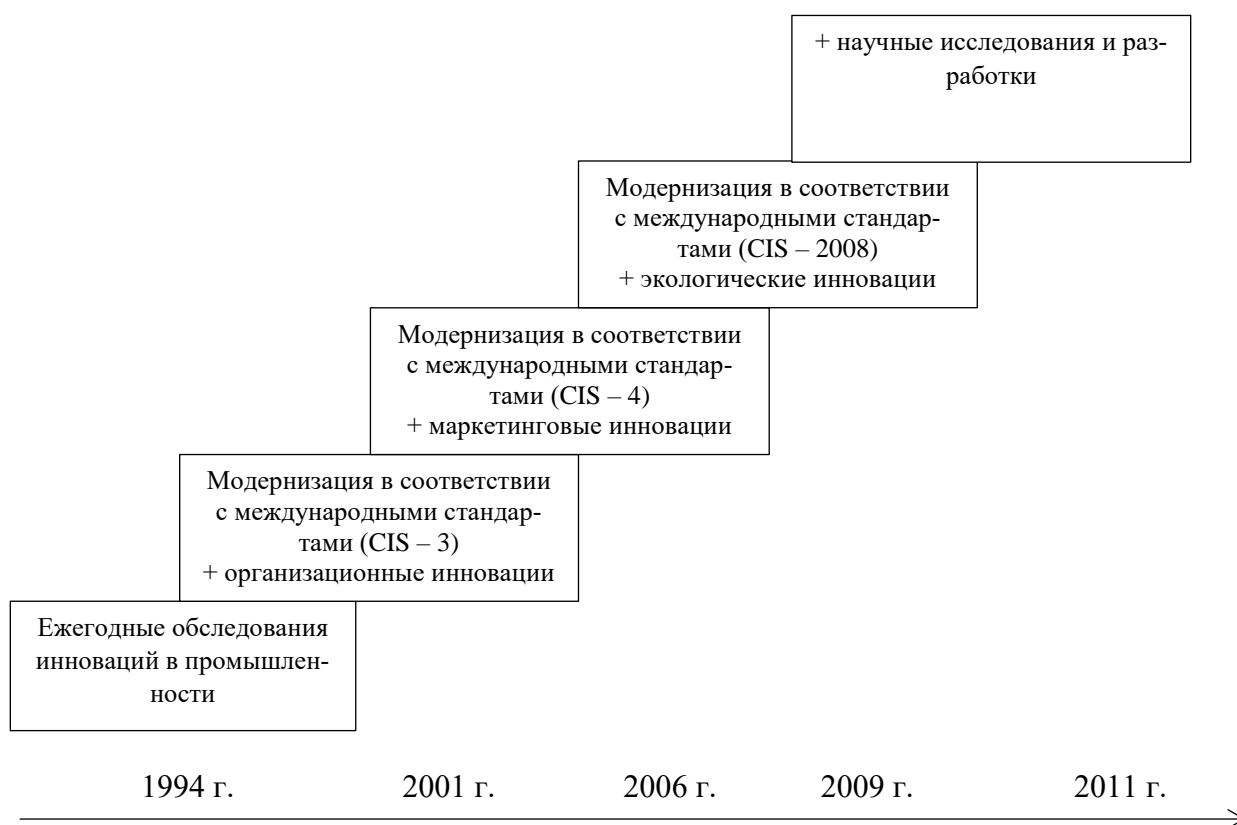 + научные исследования и раз-
работки
Модернизация в соответствии
с международными стандар-
тами (CIS – 2008)
+ экологические инновации
Модернизация в соответствии
с международными стандар-
тами (CIS – 4)
+ маркетинговые инновации
Модернизация в соответствии
с международными стандар-
тами (CIS – 3)
+ организационные инновации
Ежегодные обследования
инноваций в промышлен-
ности
1994 г. 2001 г. 2006 г. 2009 г. 2011 г.